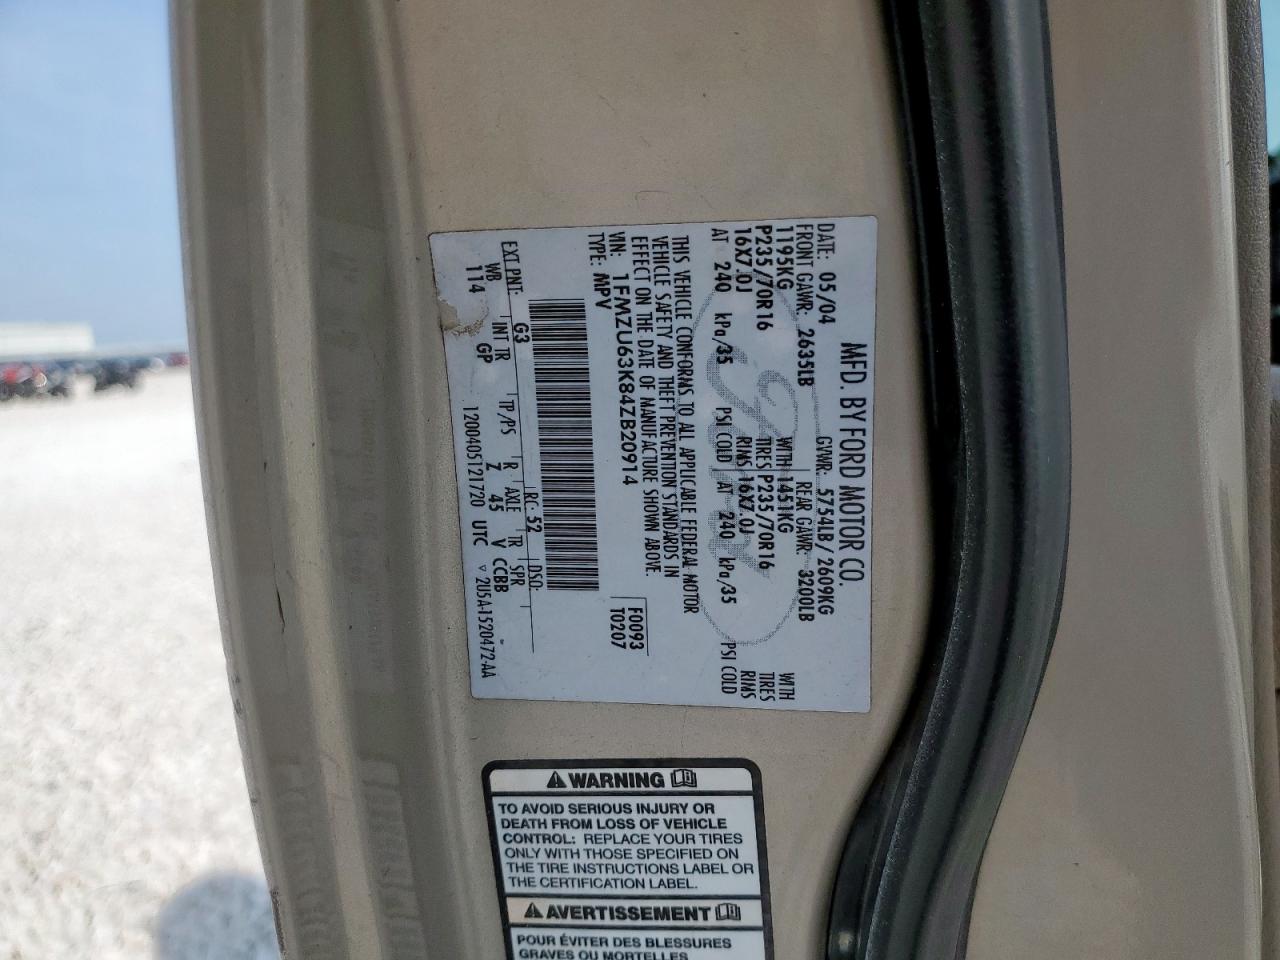 MFD. BY FORD MOTOR CO.
DATE: 05/04 GVWR: 5754LB/2609KG
FRONT GAWR: 2635LB REAR GAWR: 3200LB
1195KG WITH 1451KG WITH
P235/70R16 TIRES P235/70R16 TIRES
16X7.0J RIMS 16X7.0J RIMS
AT 240 kPa/35 PSI COLD AT 240 kPa/35 PSI COLD
THIS VEHICLE CONFORMS TO ALL APPLICABLE FEDERAL MOTOR
VEHICLE SAFETY AND THEFT PREVENTION STANDARDS IN
EFFECT ON THE DATE OF MANUFACTURE SHOWN ABOVE.
VIN: 1FMZU63K84ZB20914 F0093
TYPE: MPV T0207
EXT PNT: G3 RC: 52 DSO:
WB INT TR TP/PS R AXLE TR SPR
114 GP Z 45 V CCBB
1200405121720 UTC ▽ 2U5A-1520472-AA
⚠ WARNING
TO AVOID SERIOUS INJURY OR
DEATH FROM LOSS OF VEHICLE
CONTROL: REPLACE YOUR TIRES
ONLY WITH THOSE SPECIFIED ON
THE TIRE INSTRUCTIONS LABEL OR
THE CERTIFICATION LABEL.
⚠ AVERTISSEMENT
POUR ÉVITER DES BLESSURES
GRAVES OU MORTELLES